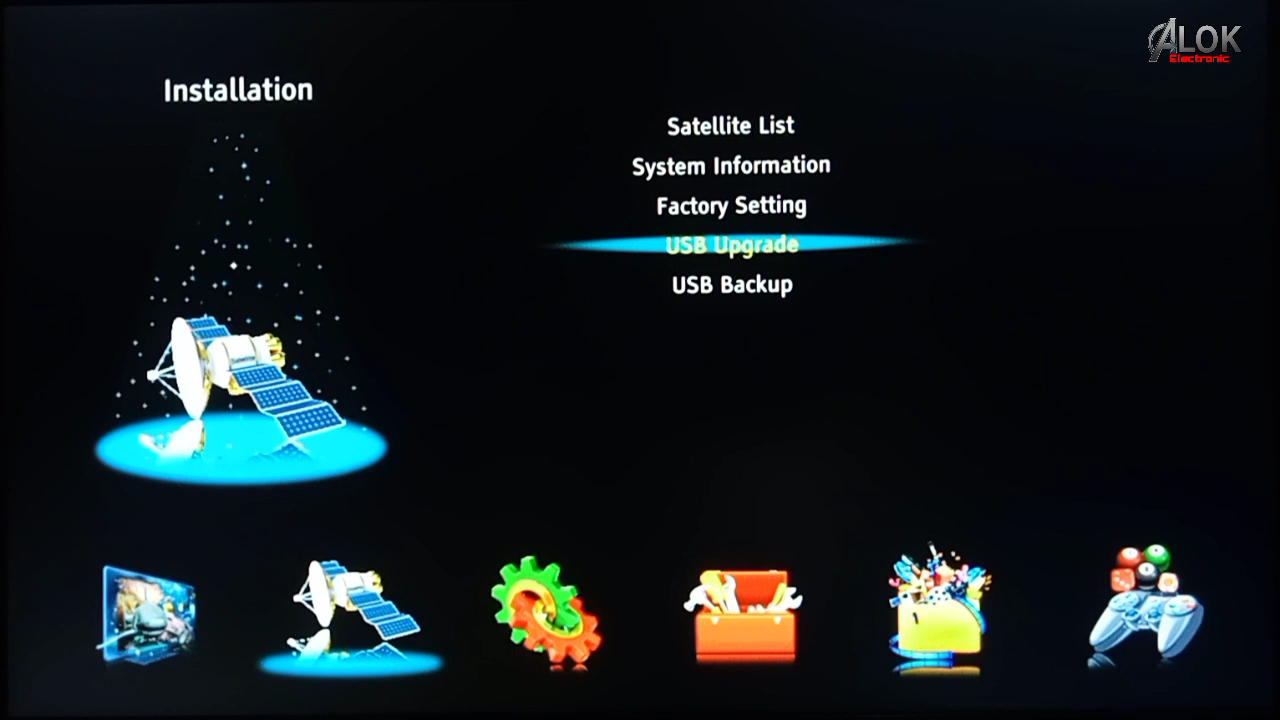 ALOK
Electronic
Installation
Satellite List
System Information
Factory Setting
USB Upgrade
USB Backup